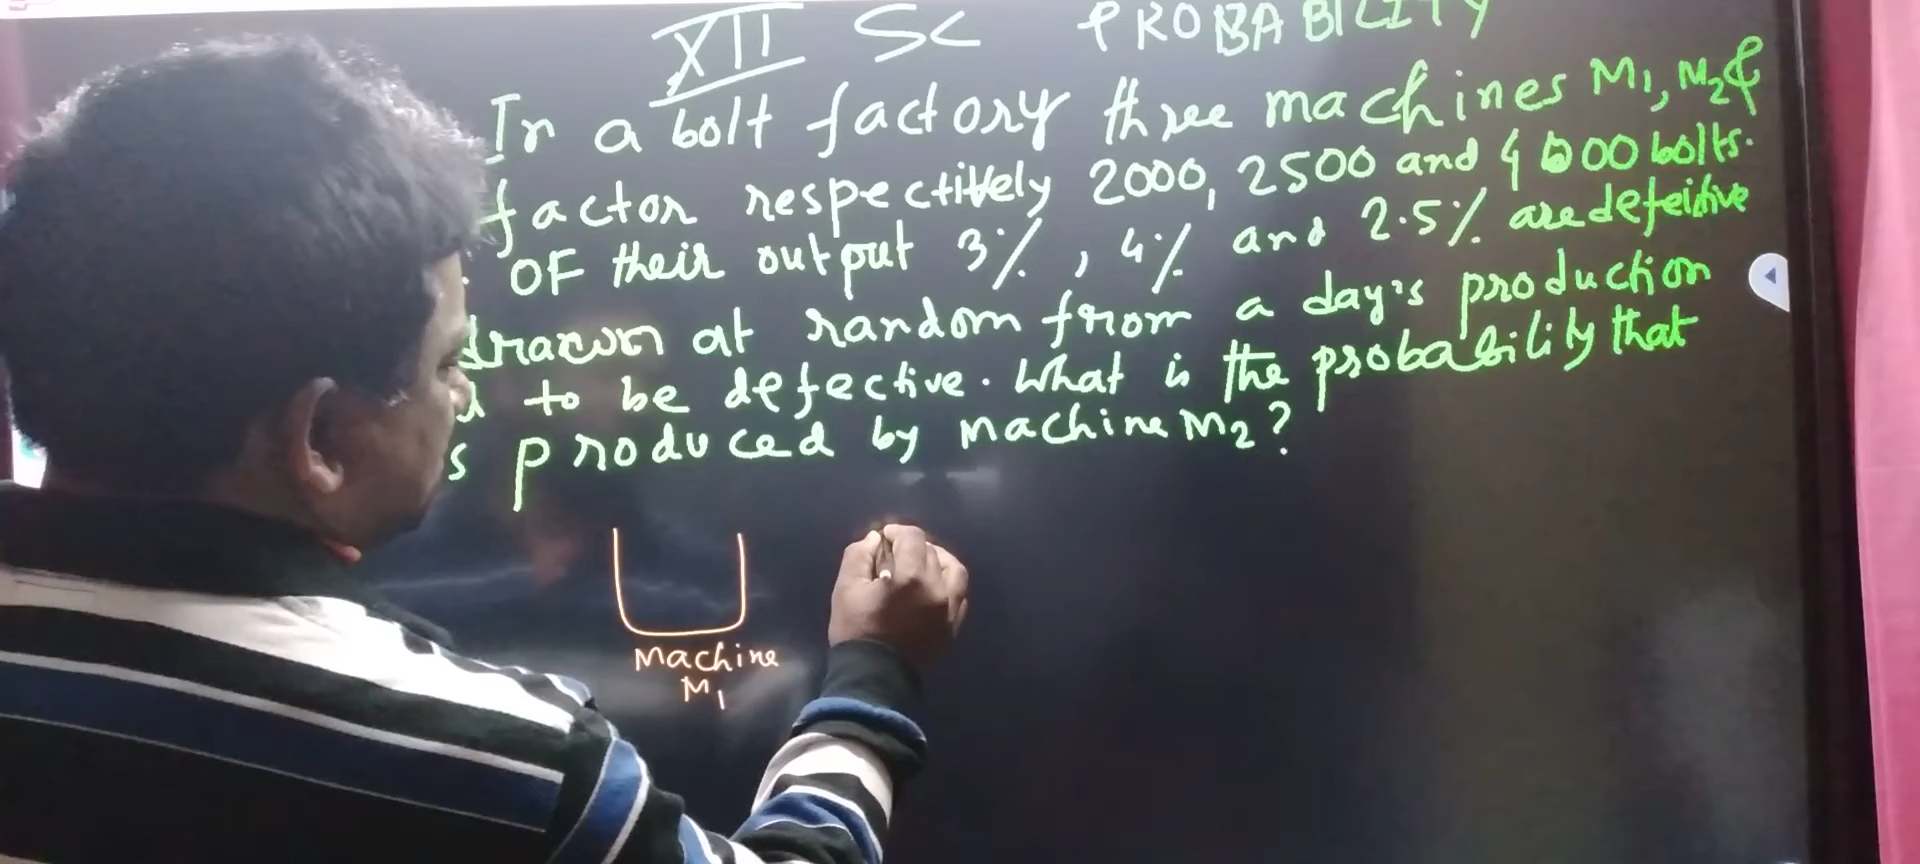 XII Sc PROBABILITY
In a bolt factory three machines M1, M2 &
factor respectively 2000, 2500 and 4000 bolts.
OF their output 3%, 4% and 2.5% are defeictive
drawn at random from a day's production
to be defective. What is the probability that
s produced by machine M2?
Machine
M1